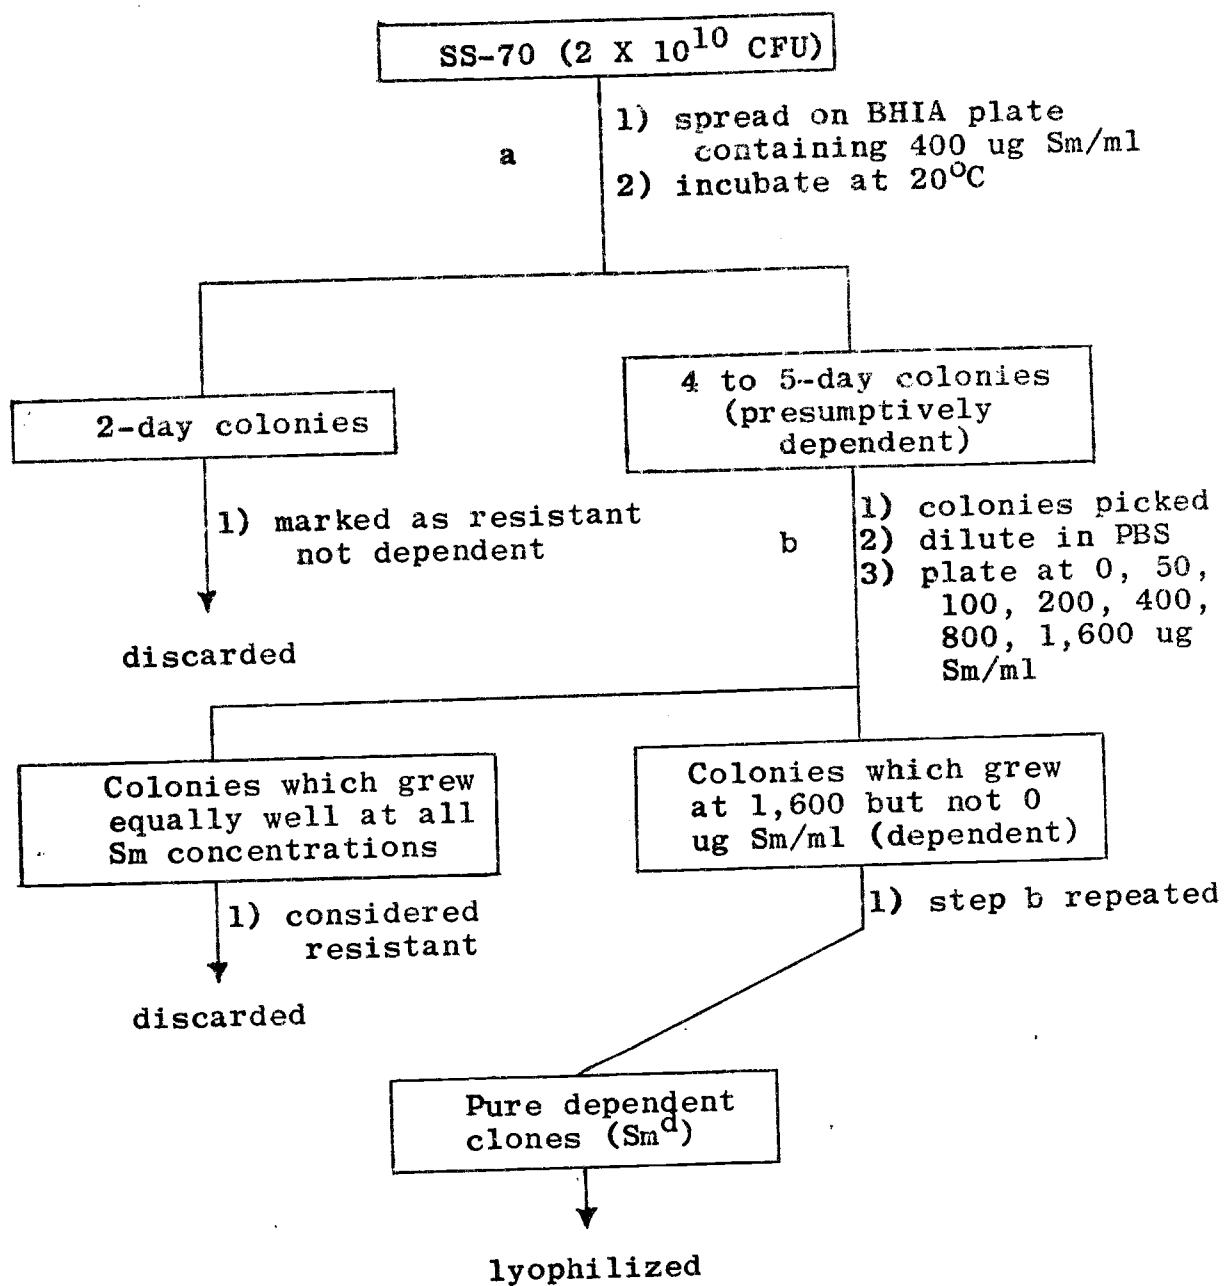 SS-70 (2 X 10^10 CFU)
a
1) spread on BHIA plate
containing 400 ug Sm/ml
2) incubate at 20°C
2-day colonies
4 to 5-day colonies
(presumptively
dependent)
1) marked as resistant
not dependent
discarded
b
1) colonies picked
2) dilute in PBS
3) plate at 0, 50,
100, 200, 400,
800, 1,600 ug
Sm/ml
Colonies which grew
equally well at all
Sm concentrations
Colonies which grew
at 1,600 but not 0
ug Sm/ml (dependent)
1) considered
resistant
discarded
1) step b repeated
Pure dependent
clones (Sm^d)
lyophilized